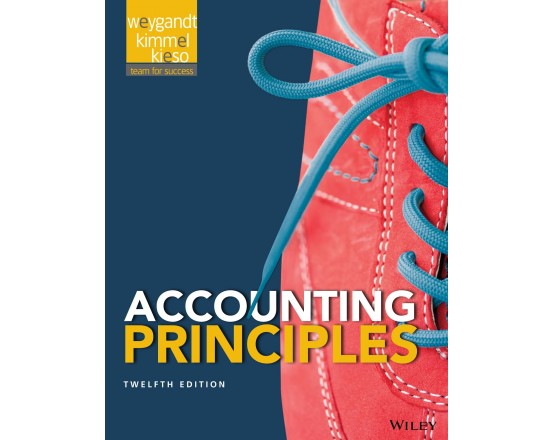 weygandt
kimmel
kieso
team for success
ACCOUNTING
PRINCIPLES
TWELFTH EDITION
WILEY